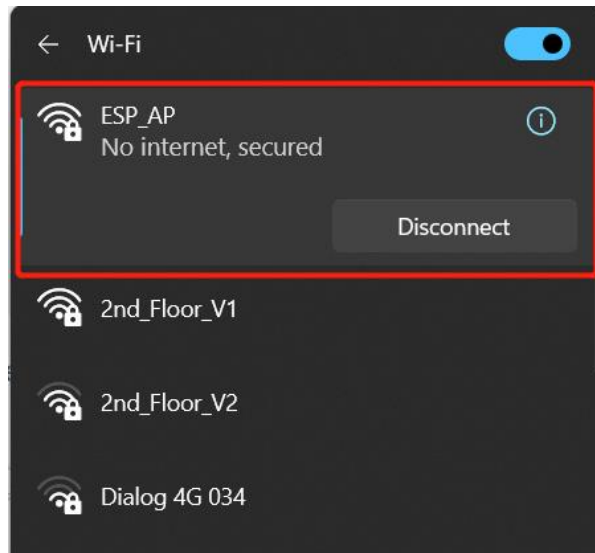 Wi-Fi
ESP_AP
No internet, secured
Disconnect
2nd_Floor_V1
2nd_Floor_V2
Dialog 4G 034